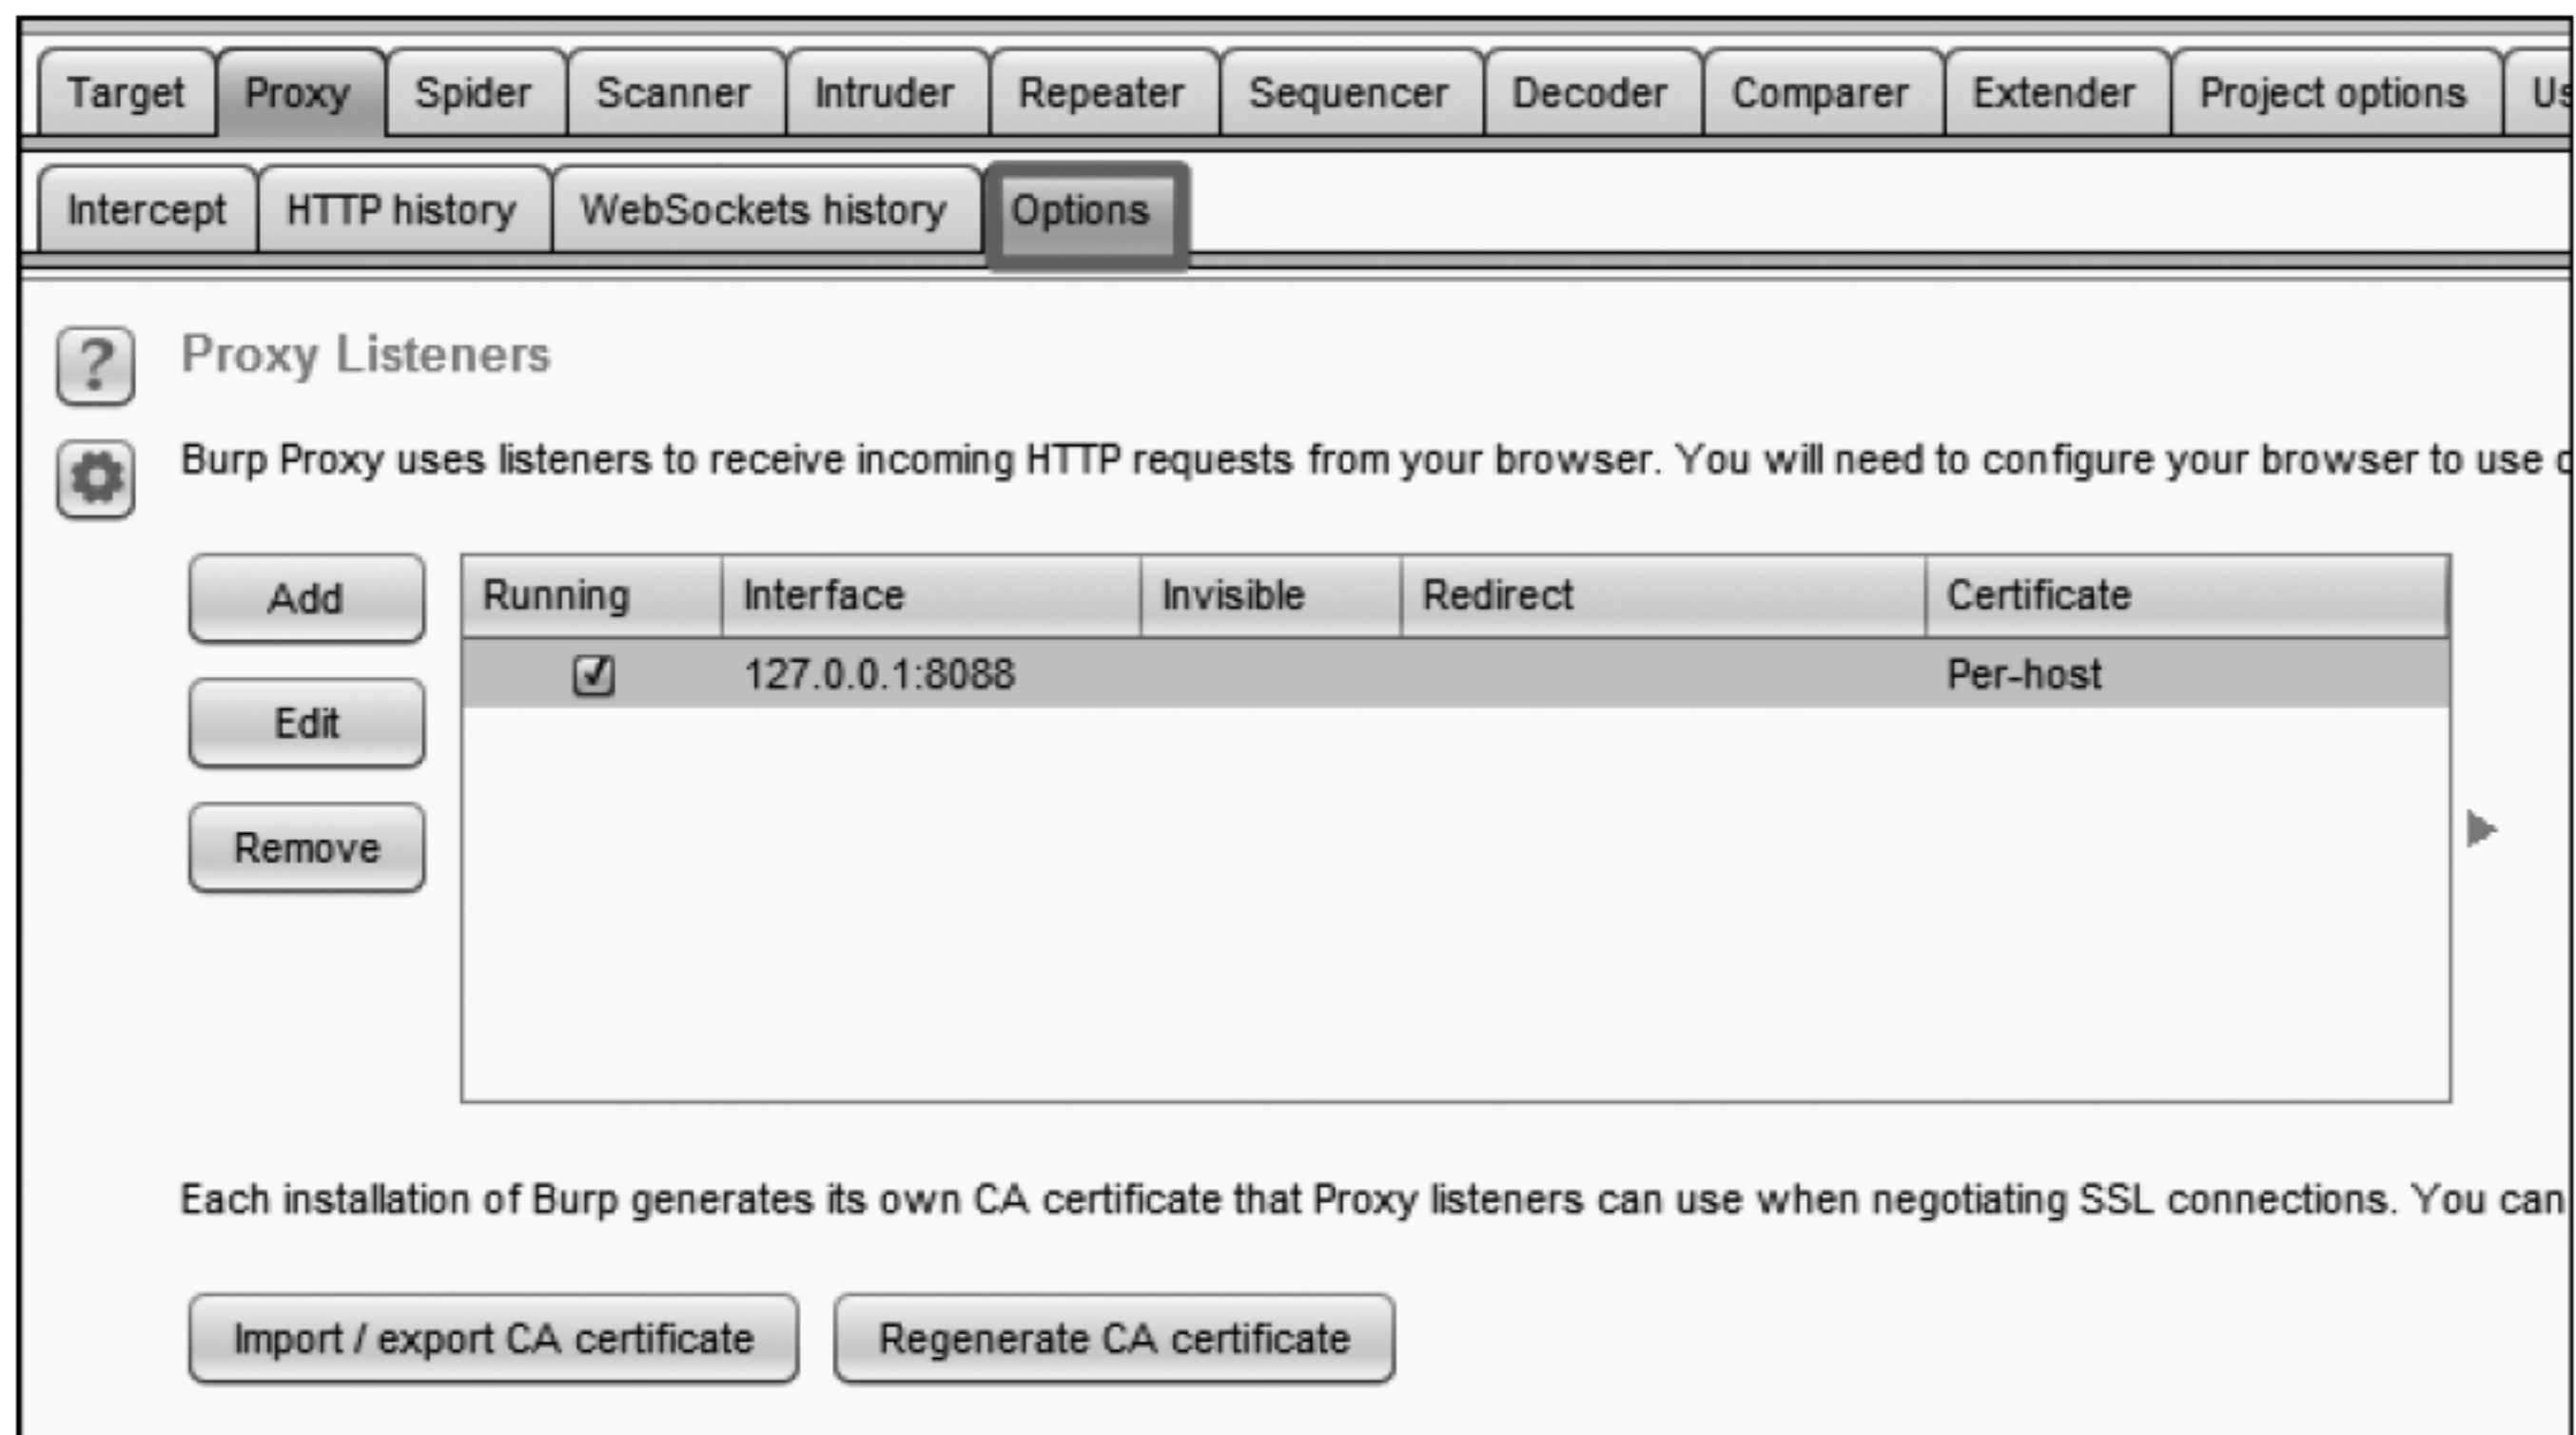 Target Proxy Spider Scanner Intruder Repeater Sequencer Decoder Comparer Extender Project options Us
Intercept HTTP history WebSockets history Options
? Proxy Listeners
Burp Proxy uses listeners to receive incoming HTTP requests from your browser. You will need to configure your browser to use
Add Running Interface Invisible Redirect Certificate
127.0.0.1:8088 Per-host
Edit
Remove
Each installation of Burp generates its own CA certificate that Proxy listeners can use when negotiating SSL connections. You can
Import / export CA certificate Regenerate CA certificate